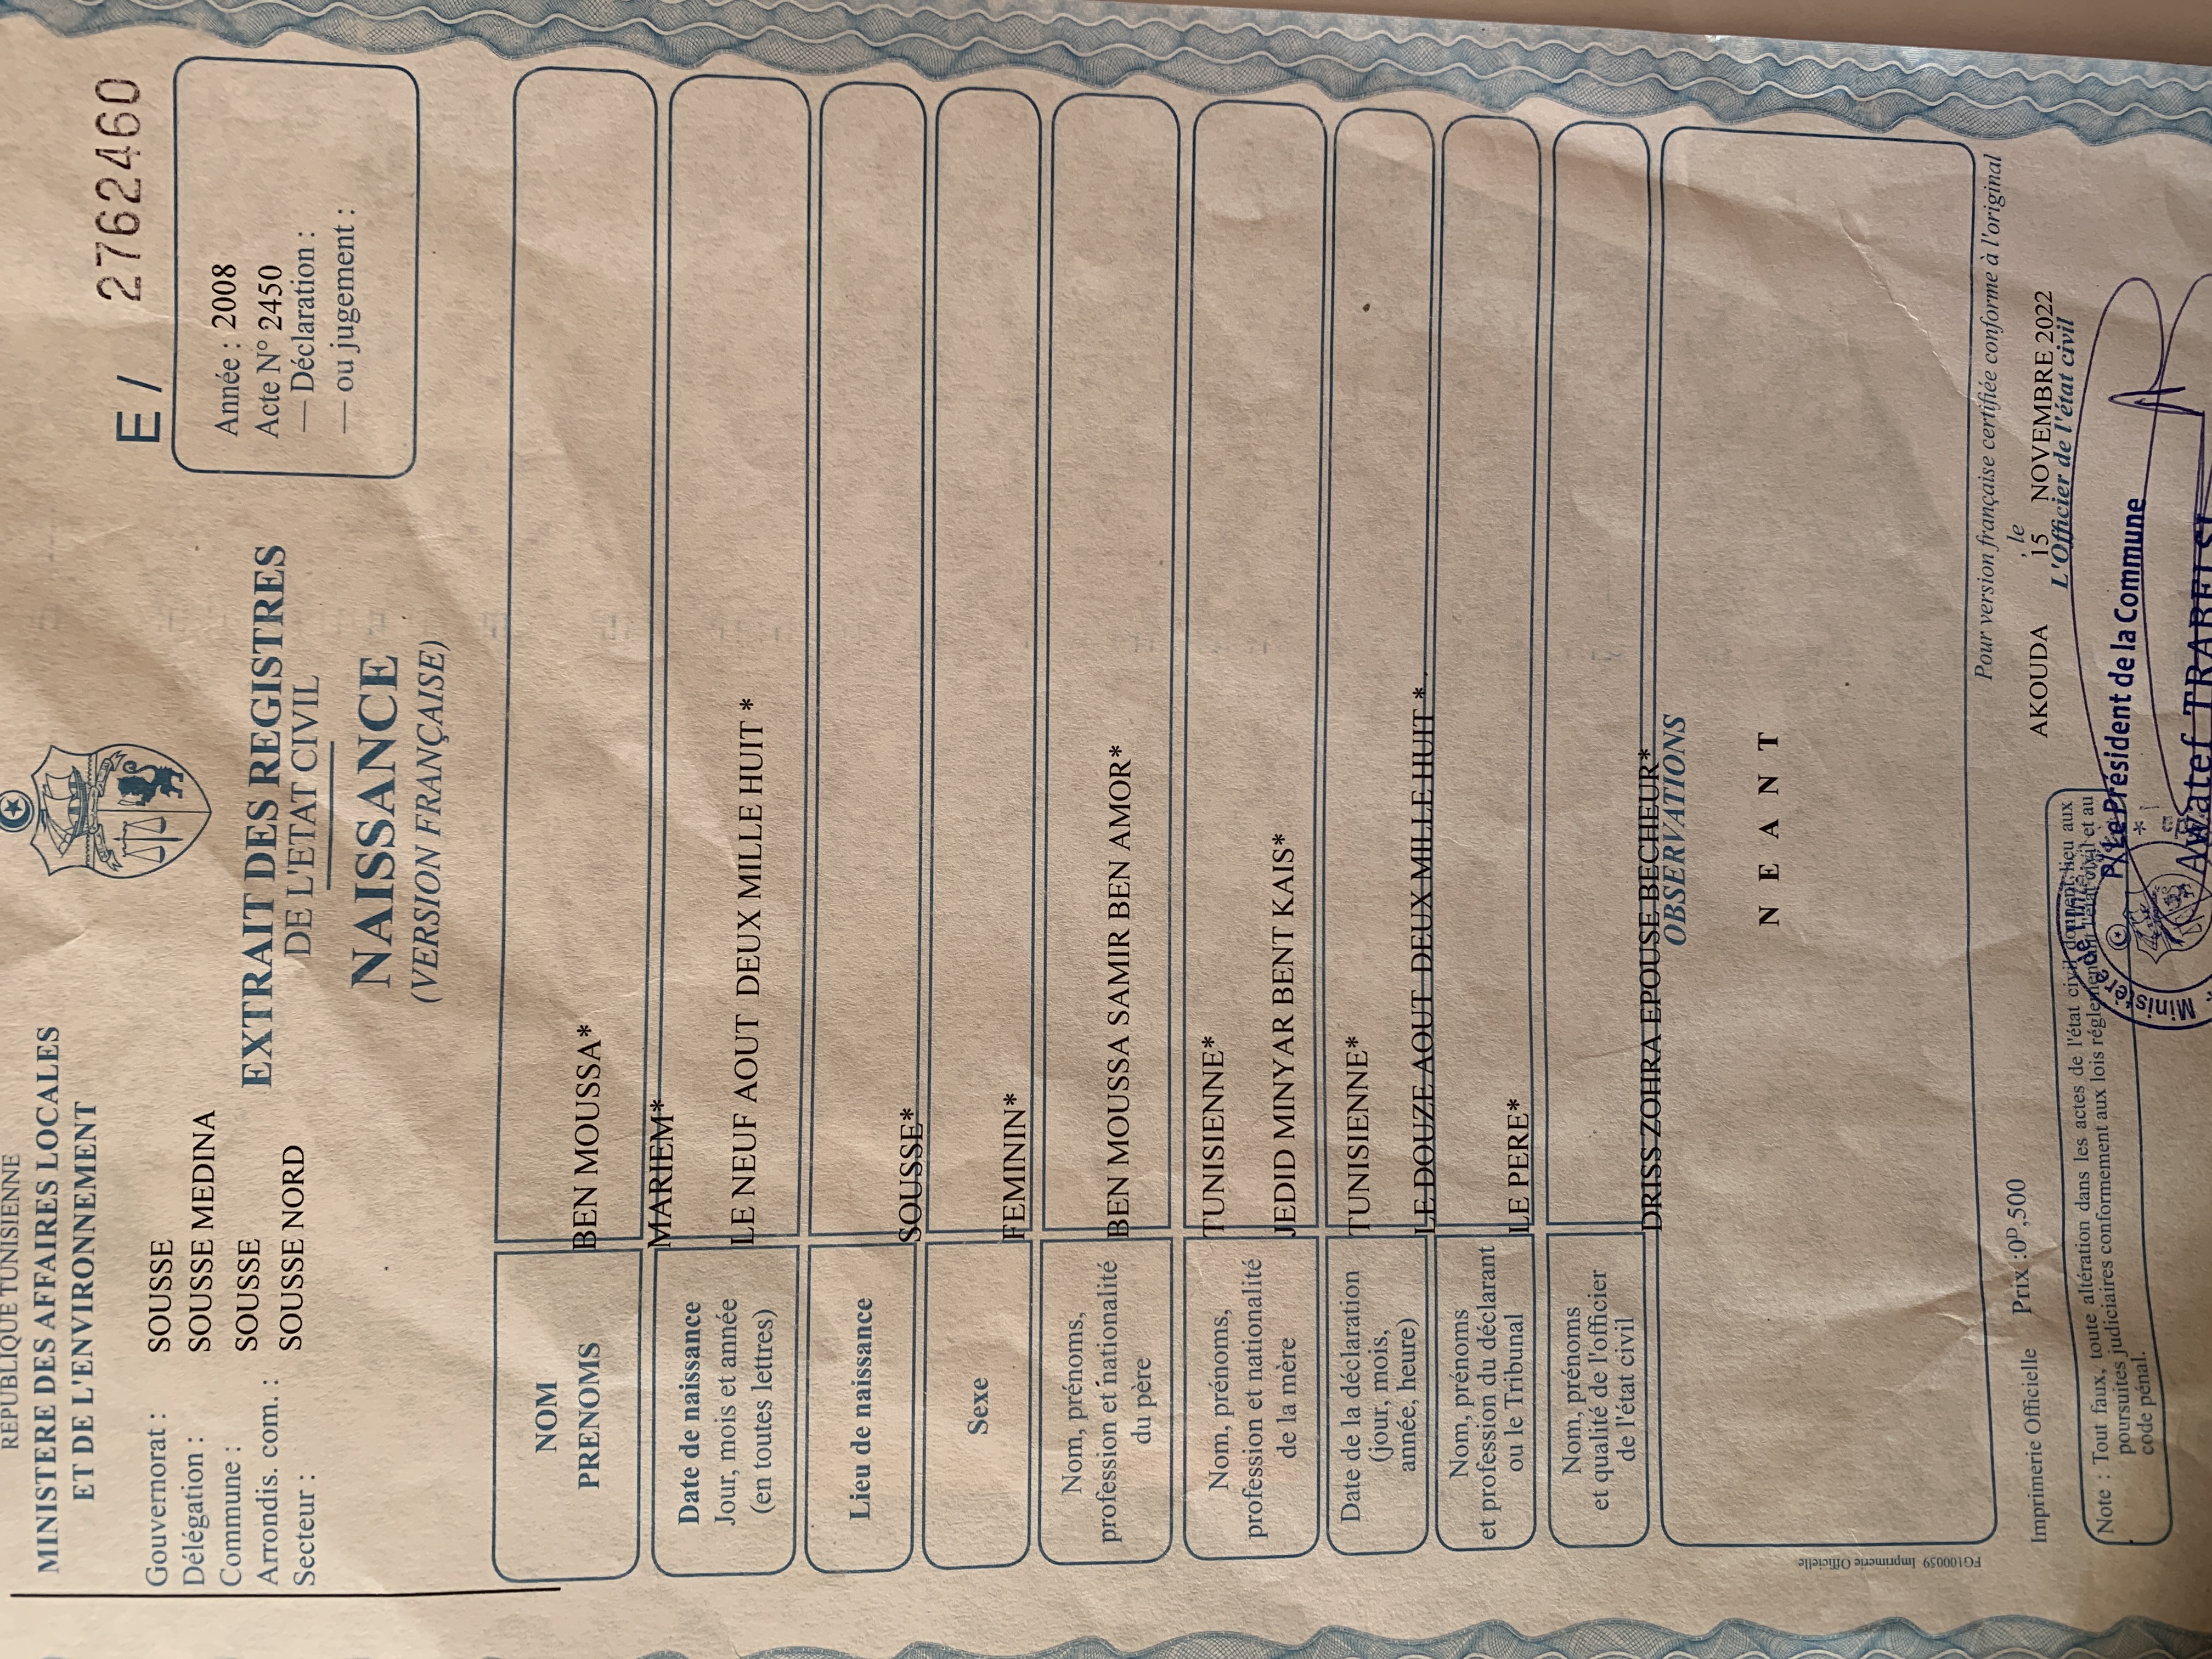 REPUBLIQUE TUNISIENNE
MINISTERE DES AFFAIRES LOCALES
ET DE L'ENVIRONNEMENT
E / 2762460
Gouvernorat : SOUSSE
Délégation : SOUSSE MEDINA
Commune : SOUSSE
Arrondis. com. : SOUSSE NORD
Secteur :
EXTRAIT DES REGISTRES
DE L'ETAT CIVIL
NAISSANCE
(VERSION FRANÇAISE)
Année : 2008
Acte N° 2450
— Déclaration :
— ou jugement :
NOM
PRENOMS
BEN MOUSSA*
MARIEM*
Date de naissance
Jour, mois et année
(en toutes lettres)
LE NEUF AOUT DEUX MILLE HUIT *
Lieu de naissance
SOUSSE*
Sexe
FEMININ*
Nom, prénoms,
profession et nationalité
du père
BEN MOUSSA SAMIR BEN AMOR*
TUNISIENNE*
Nom, prénoms,
profession et nationalité
de la mère
JEDID MINYAR BENT KAIS*
TUNISIENNE*
Date de la déclaration
(jour, mois,
année, heure)
LE DOUZE AOUT DEUX MILLE HUIT*
Nom, prénoms
et profession du déclarant
ou le Tribunal
LE PERE*
Nom, prénoms
et qualité de l'officier
de l'état civil
DRISS ZOHRA EPOUSE BECHEUR*
OBSERVATIONS
N E A N T
FG100059 Imprimerie Officielle
Pour version française certifiée conforme à l'original
AKOUDA , le 15 NOVEMBRE 2022
L'Officier de l'état civil
Imprimerie Officielle Prix :0D,500
Note : Tout faux, toute altération dans les actes de l'état civil donnent lieu aux
poursuites judiciaires conformement aux lois réglementant l'état civil et au
code pénal.
P/Le Président de la Commune
Awatef TRABELSI
Ministère de